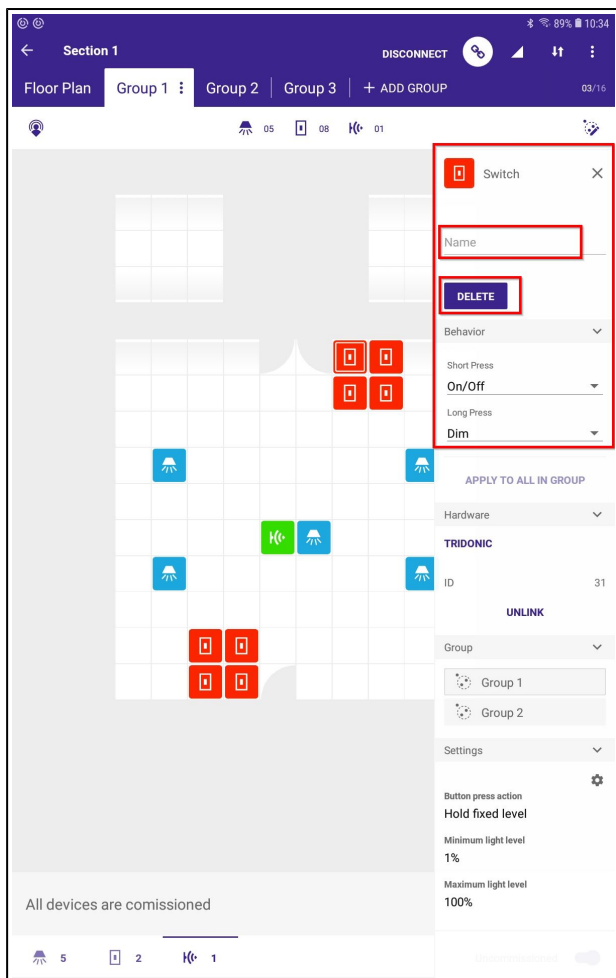 89% 10:34
Section 1
DISCONNECT
Floor Plan
Group 1
Group 2
Group 3
+ ADD GROUP
03/16
05
08
01
Switch
Name
DELETE
Behavior
Short Press
On/Off
Long Press
Dim
APPLY TO ALL IN GROUP
Hardware
TRIDONIC
ID 31
UNLINK
Group
Group 1
Group 2
Settings
Button press action
Hold fixed level
Minimum light level
1%
Maximum light level
100%
All devices are comissioned
5
2
1